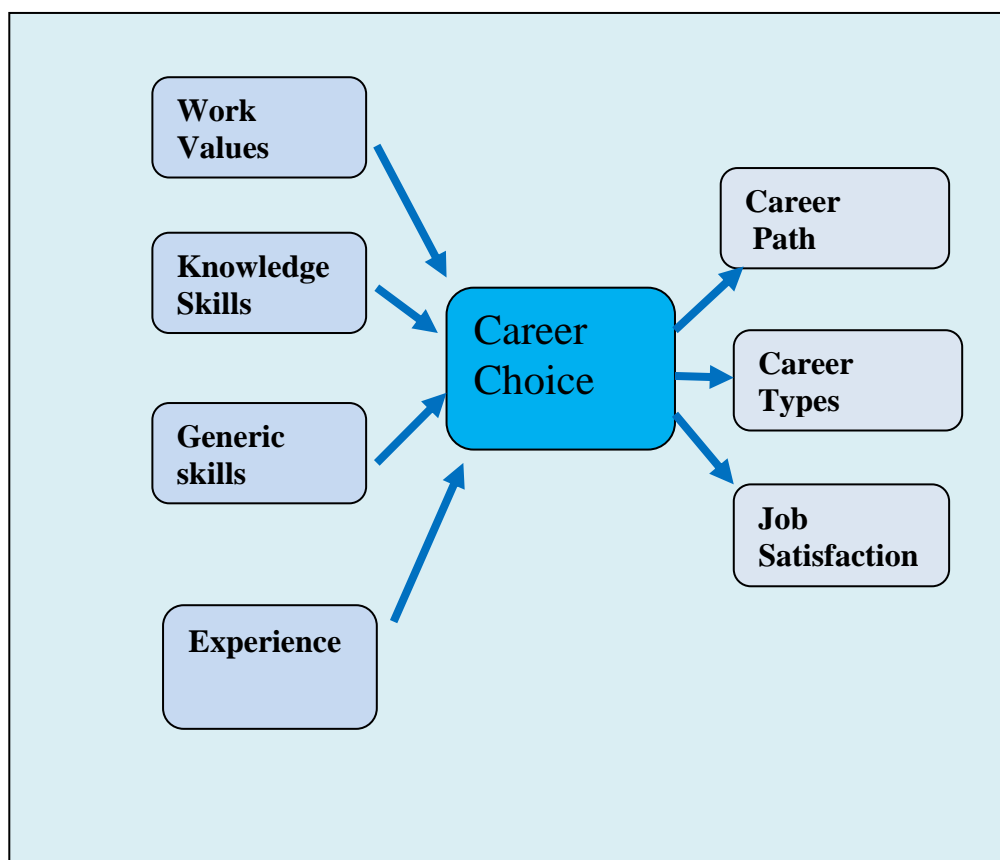 Work
Values
Knowledge
Skills
Generic
skills
Experience
Career
Choice
Career
Path
Career
Types
Job
Satisfaction